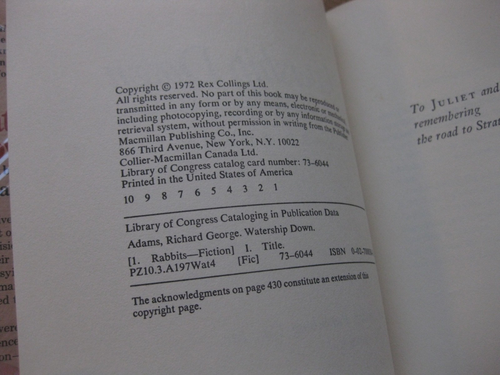 Copyright © 1972 Rex Collings Ltd.
All rights reserved. No part of this book may be reproduced or
transmitted in any form or by any means, electronic or
including photocopying, recording or by any information
retrieval system, without permission in writing from the
Macmillan Publishing Co., Inc.
866 Third Avenue, New York, N.Y. 10022
Collier-Macmillan Canada Ltd.
Library of Congress catalog card number: 73-6044
Printed in the United States of America
10 9 8 7 6 5 4 3 2 1
Library of Congress Cataloging in Publication Data
Adams, Richard George. Watership Down.
[1. Rabbits—Fiction] I. Title.
PZ10.3.A197Wat4 [Fic] 73-6044 ISBN 0-02-
The acknowledgments on page 430 constitute an extension of this
copyright page.
To JULIET and
remembering
the road to Strat